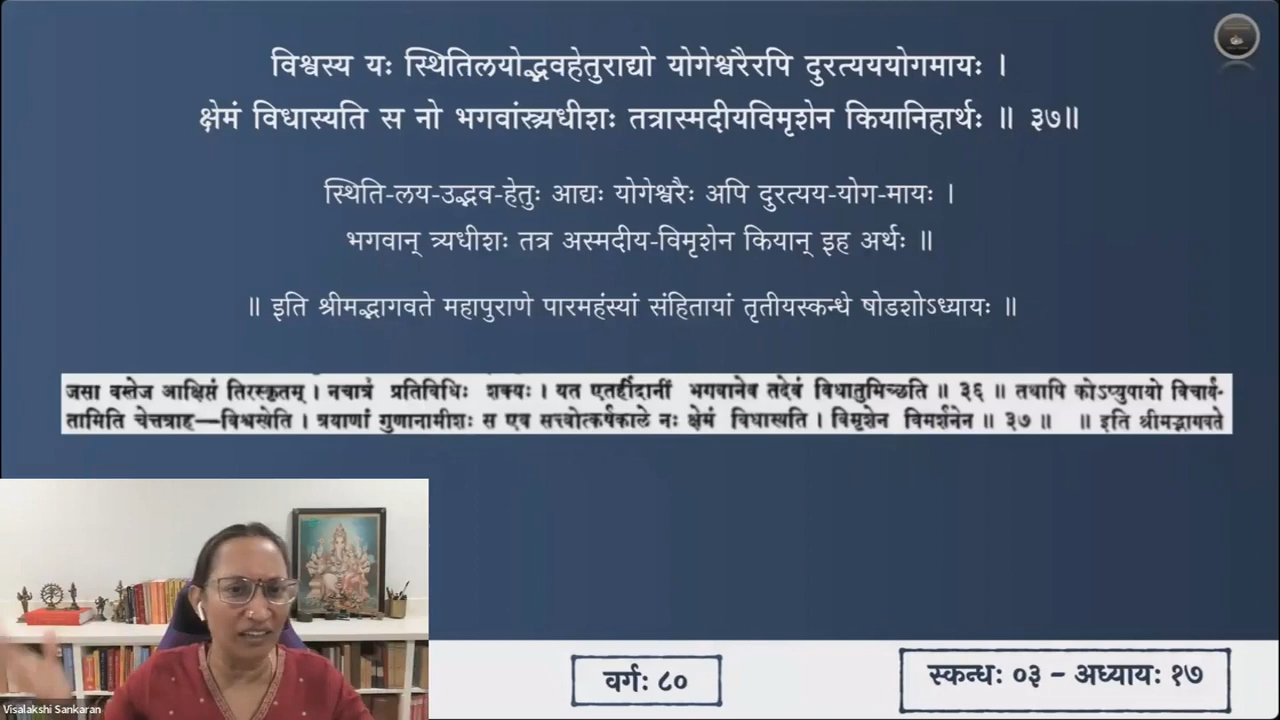 विश्वस्य यः स्थितिलयोद्भवहेतुराद्यो योगेश्वरैरपि दुरत्यययोगमायः ।
क्षेमं विधास्यति स नो भगवांस्त्र्यधीशः तत्रास्मदीयविमृशेन कियानिहार्थः ॥ ३७॥
स्थिति-लय-उद्भव-हेतुः आद्यः योगेश्वरैः अपि दुरत्यय-योग-मायः ।
भगवान् त्र्यधीशः तत्र अस्मदीय-विमृशेन कियान् इह अर्थः ॥
॥ इति श्रीमद्भागवते महापुराणे पारमहंस्यां संहितायां तृतीयस्कन्धे षोडशोऽध्यायः ॥
जसा वस्तेज आक्षिप्तं तिरस्कृतम् । नचात्र प्रतिविधिः शक्यः । यत एतर्हीदानीं भगवानेव तदेवं विधातुमिच्छति ॥ ३६ ॥ तथापि कोऽप्युपायो विचार्य-
तामिति चेत्तत्राह—विश्वस्येति । त्रयाणां गुणानामीशः स एव सत्त्वोत्कर्षकाले नः क्षेमं विधास्यति । विमृशेन विमर्शनेन ॥ ३७ ॥ ॥ इति श्रीमद्भागवते
Visalakshi Sankaran
वर्गः ८०
स्कन्धः ०३ – अध्यायः १७